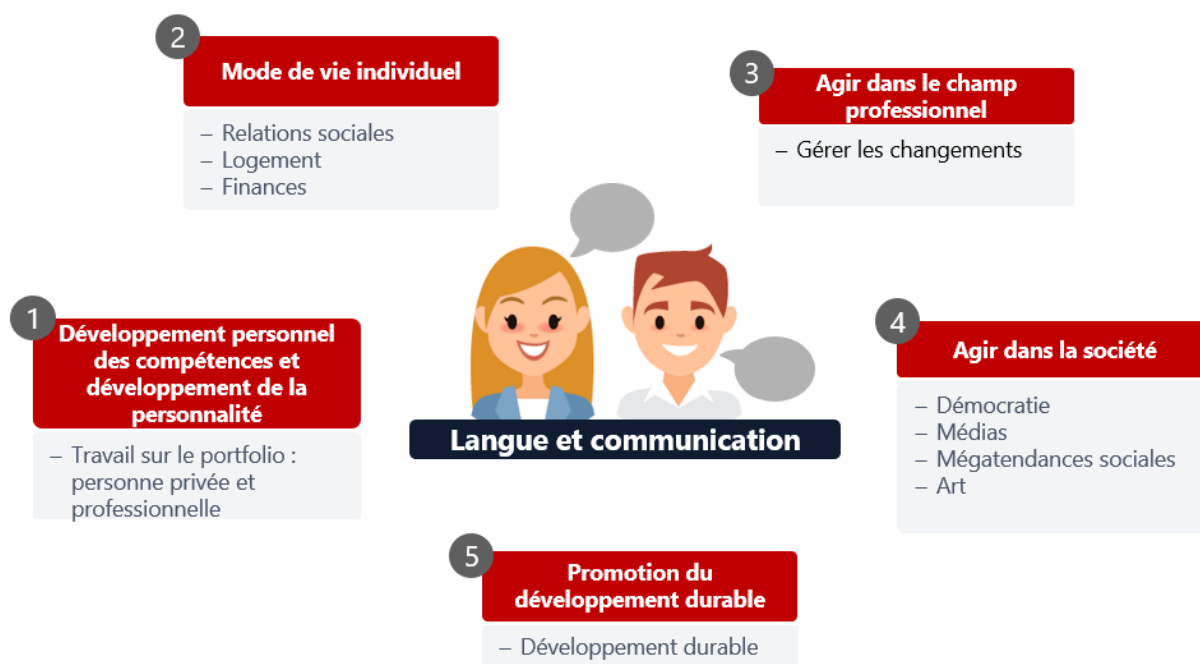 2
Mode de vie individuel
– Relations sociales
– Logement
– Finances
3
Agir dans le champ
professionnel
– Gérer les changements
1
Développement personnel
des compétences et
développement de la
personnalité
– Travail sur le portfolio :
personne privée et
professionnelle
Langue et communication
4
Agir dans la société
– Démocratie
– Médias
– Mégatendances sociales
– Art
5
Promotion du
développement durable
– Développement durable